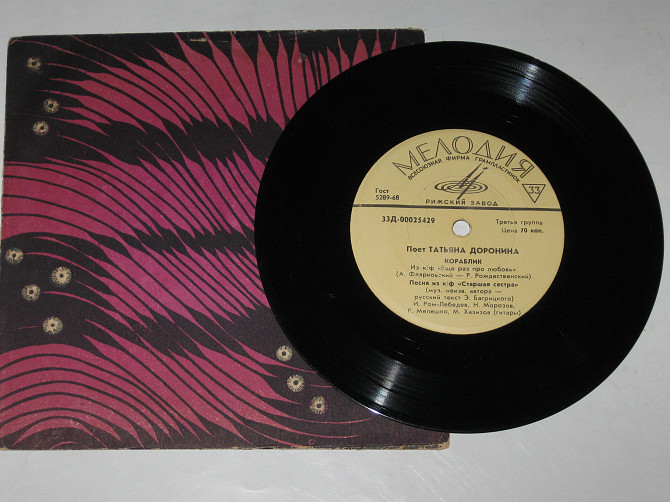 МЕЛОДИЯ
ВСЕСОЮЗНАЯ ФИРМА ГРАМПЛАСТИНОК
33
Гост
5289-68
РИЖСКИЙ ЗАВОД
33Д-00025429
Третья группа
Цена 70 коп.
Поет ТАТЬЯНА ДОРОНИНА
КОРАБЛИК
Из к/ф «Еще раз про любовь»
(А. Флярковский — Р. Рождественский)
Песня из к/ф «Старшая сестра»
(муз. неизв. автора —
русский текст Э. Багрицкого)
И. Ром-Лебедев, Н. Морозов,
Р. Мелешко, М. Хазизов (гитары)